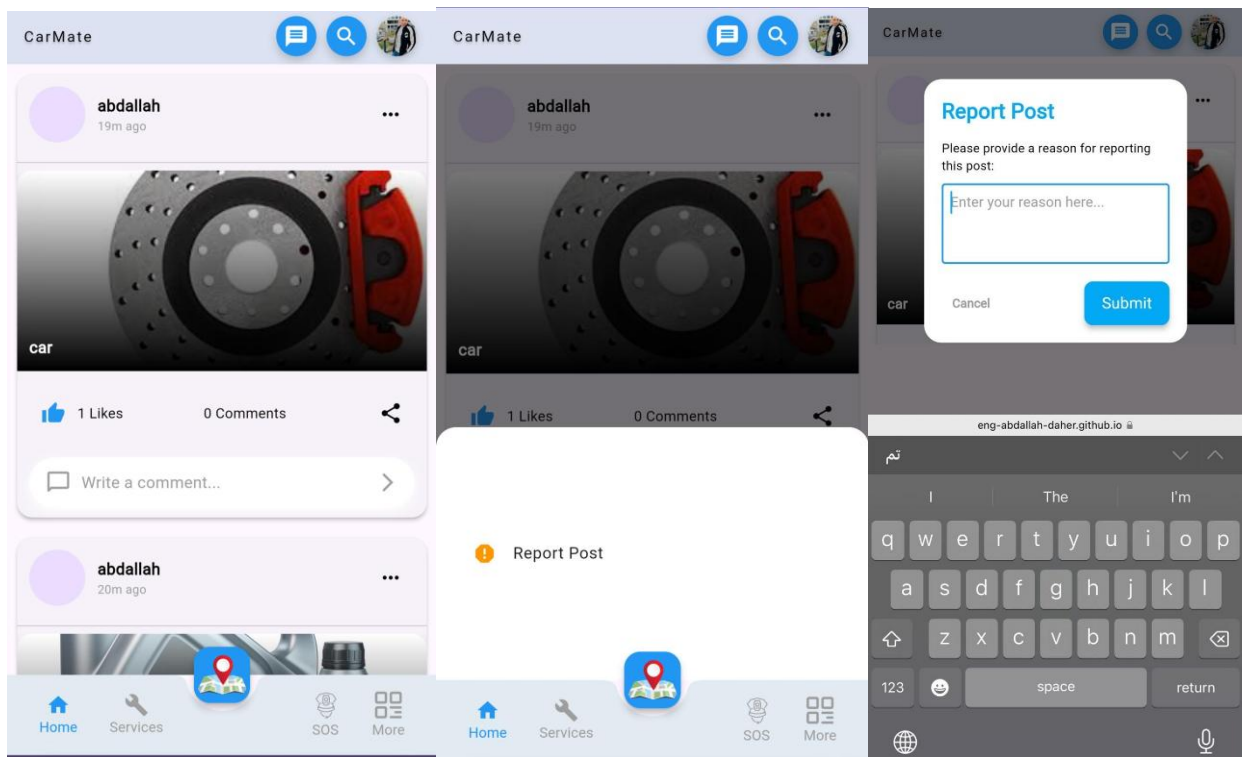 CarMate
abdallah
19m ago
car
1 Likes
0 Comments
Write a comment...
abdallah
20m ago
Home
Services
SOS
More
CarMate
abdallah
19m ago
car
1 Likes
0 Comments
Report Post
Home
Services
SOS
More
CarMate
Report Post
Please provide a reason for reporting
this post:
Enter your reason here...
car
Cancel
Submit
eng-abdallah-daher.github.io
تم
I
The
I'm
q w e r t y u i o p
a s d f g h j k l
z x c v b n m
123
space
return